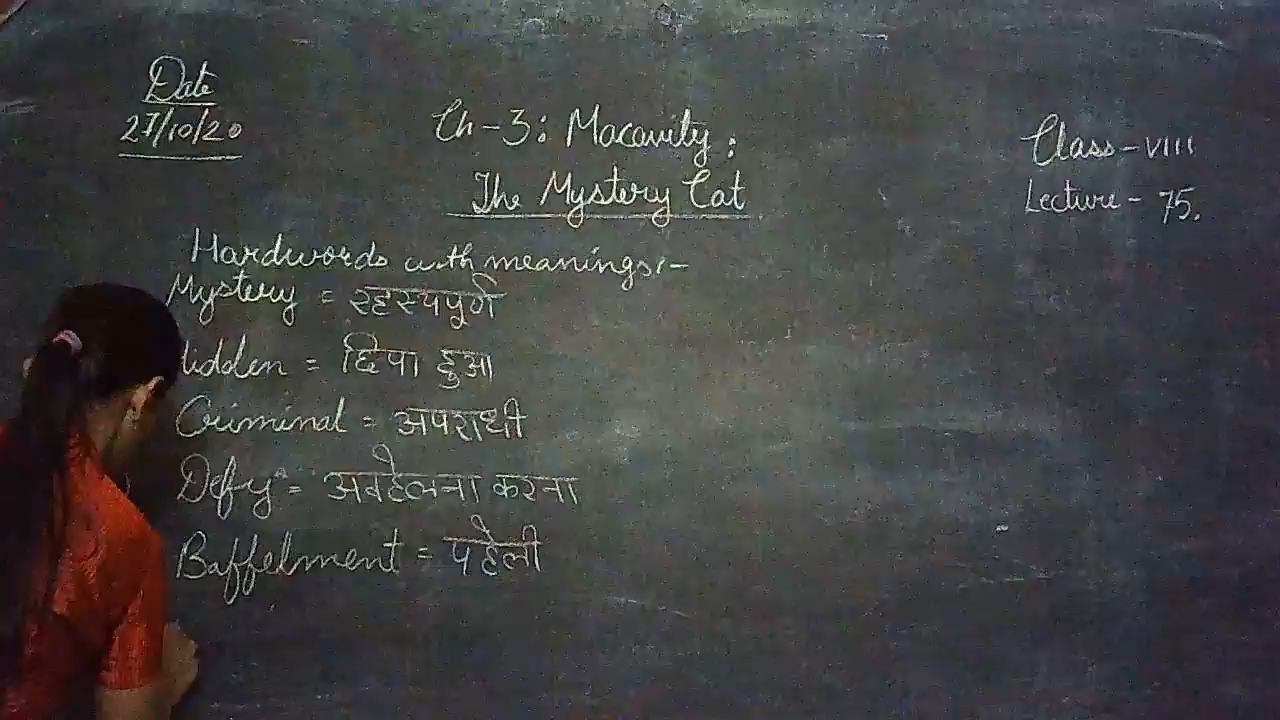 Date
27/10/20
Ch-3: Macavity:
The Mystery Cat
Class-VIII
Lecture - 75.
Hardwords with meanings:-
Mystery = रहस्यपूर्ण
Hidden = छिपा हुआ
Criminal = अपराधी
Defy = अवहेलना करना
Baffelment = पहेली